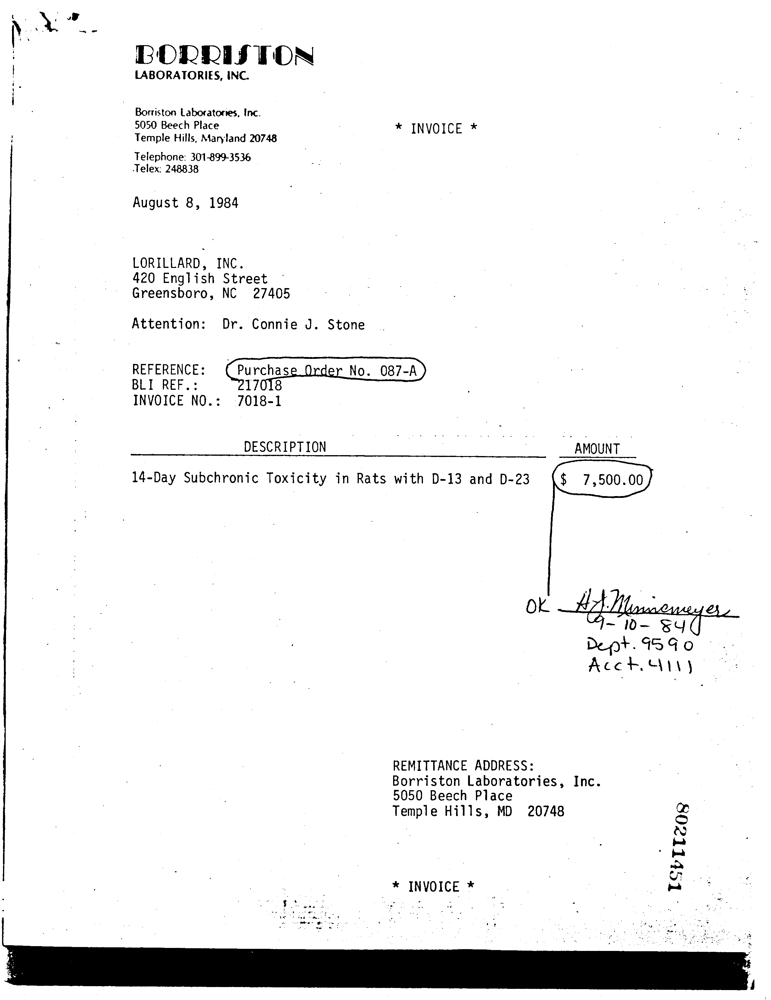 BORRISTON
LABORATORIES, INC.
Borriston Laboratories, Inc.
5050 Beech Place
Temple Hills, Maryland 20748
Telephone: 301-899-3536
Telex: 248838
* INVOICE *
August 8, 1984
LORILLARD, INC.
420 English Street
Greensboro, NC 27405
Attention: Dr. Connie J. Stone
REFERENCE: Purchase Order No. 087-A
BLI REF.: 217018
INVOICE NO.: 7018-1
DESCRIPTION AMOUNT
14-Day Subchronic Toxicity in Rats with D-13 and D-23 $ 7,500.00
OK H.J. Minnemeyer
9-10-84
Dept. 9590
Acct. 4111
REMITTANCE ADDRESS:
Borriston Laboratories, Inc.
5050 Beech Place
Temple Hills, MD 20748
80211451
* INVOICE *